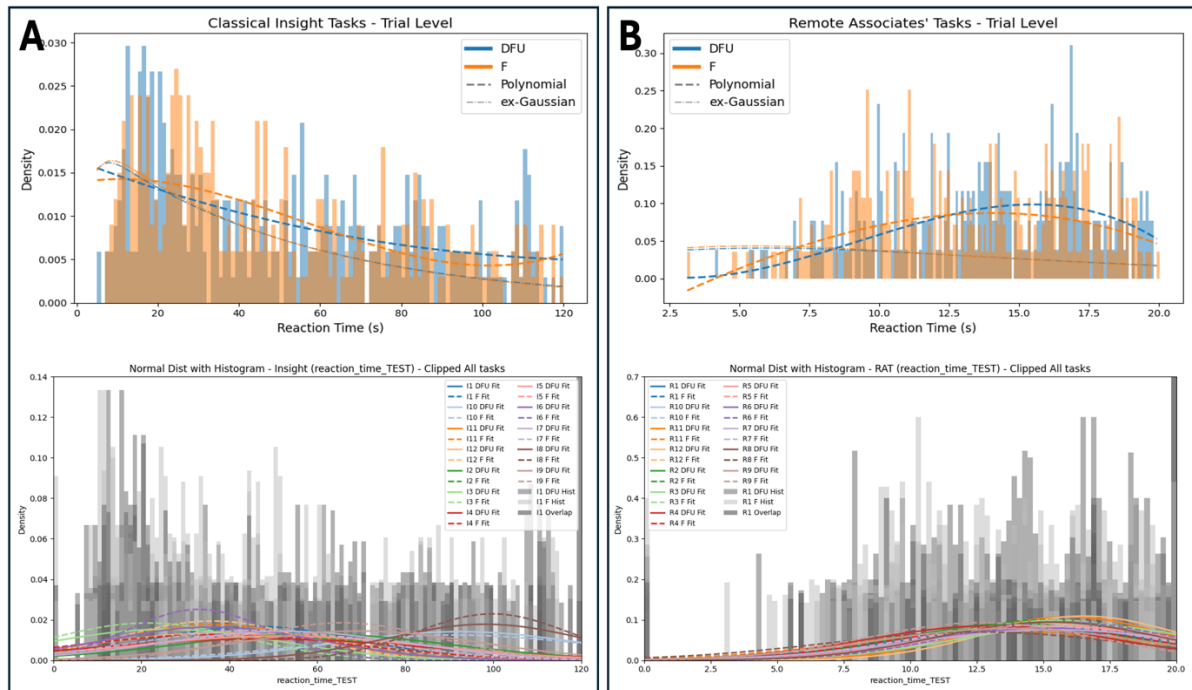 A
Classical Insight Tasks - Trial Level
DFU
F
Polynomial
ex-Gaussian
0.030
0.025
0.020
0.015
0.010
0.005
0.000
Density
0
20
40
60
80
100
120
Reaction Time (s)
Normal Dist with Histogram - Insight (reaction_time_TEST) - Clipped All tasks
I1 DFU Fit
I1 F Fit
I10 DFU Fit
I10 F Fit
I11 DFU Fit
I11 F Fit
I12 DFU Fit
I12 F Fit
I2 DFU Fit
I2 F Fit
I3 DFU Fit
I3 F Fit
I4 DFU Fit
I4 F Fit
I5 DFU Fit
I5 F Fit
I6 DFU Fit
I6 F Fit
I7 DFU Fit
I7 F Fit
I8 DFU Fit
I8 F Fit
I9 DFU Fit
I9 F Fit
I1 DFU Hist
I1 F Hist
I1 Overlap
0.14
0.12
0.10
0.08
0.06
0.04
0.02
0.00
Density
0
20
40
60
80
100
120
reaction_time_TEST
B
Remote Associates' Tasks - Trial Level
DFU
F
Polynomial
ex-Gaussian
0.30
0.25
0.20
0.15
0.10
0.05
0.00
Density
2.5
5.0
7.5
10.0
12.5
15.0
17.5
20.0
Reaction Time (s)
Normal Dist with Histogram - RAT (reaction_time_TEST) - Clipped All tasks
R1 DFU Fit
R1 F Fit
R10 DFU Fit
R10 F Fit
R11 DFU Fit
R11 F Fit
R12 DFU Fit
R12 F Fit
R2 DFU Fit
R2 F Fit
R3 DFU Fit
R3 F Fit
R4 DFU Fit
R4 F Fit
R5 DFU Fit
R5 F Fit
R6 DFU Fit
R6 F Fit
R7 DFU Fit
R7 F Fit
R8 DFU Fit
R8 F Fit
R9 DFU Fit
R9 F Fit
R1 DFU Hist
R1 F Hist
R1 Overlap
0.7
0.6
0.5
0.4
0.3
0.2
0.1
0.0
Density
0.0
2.5
5.0
7.5
10.0
12.5
15.0
17.5
20.0
reaction_time_TEST